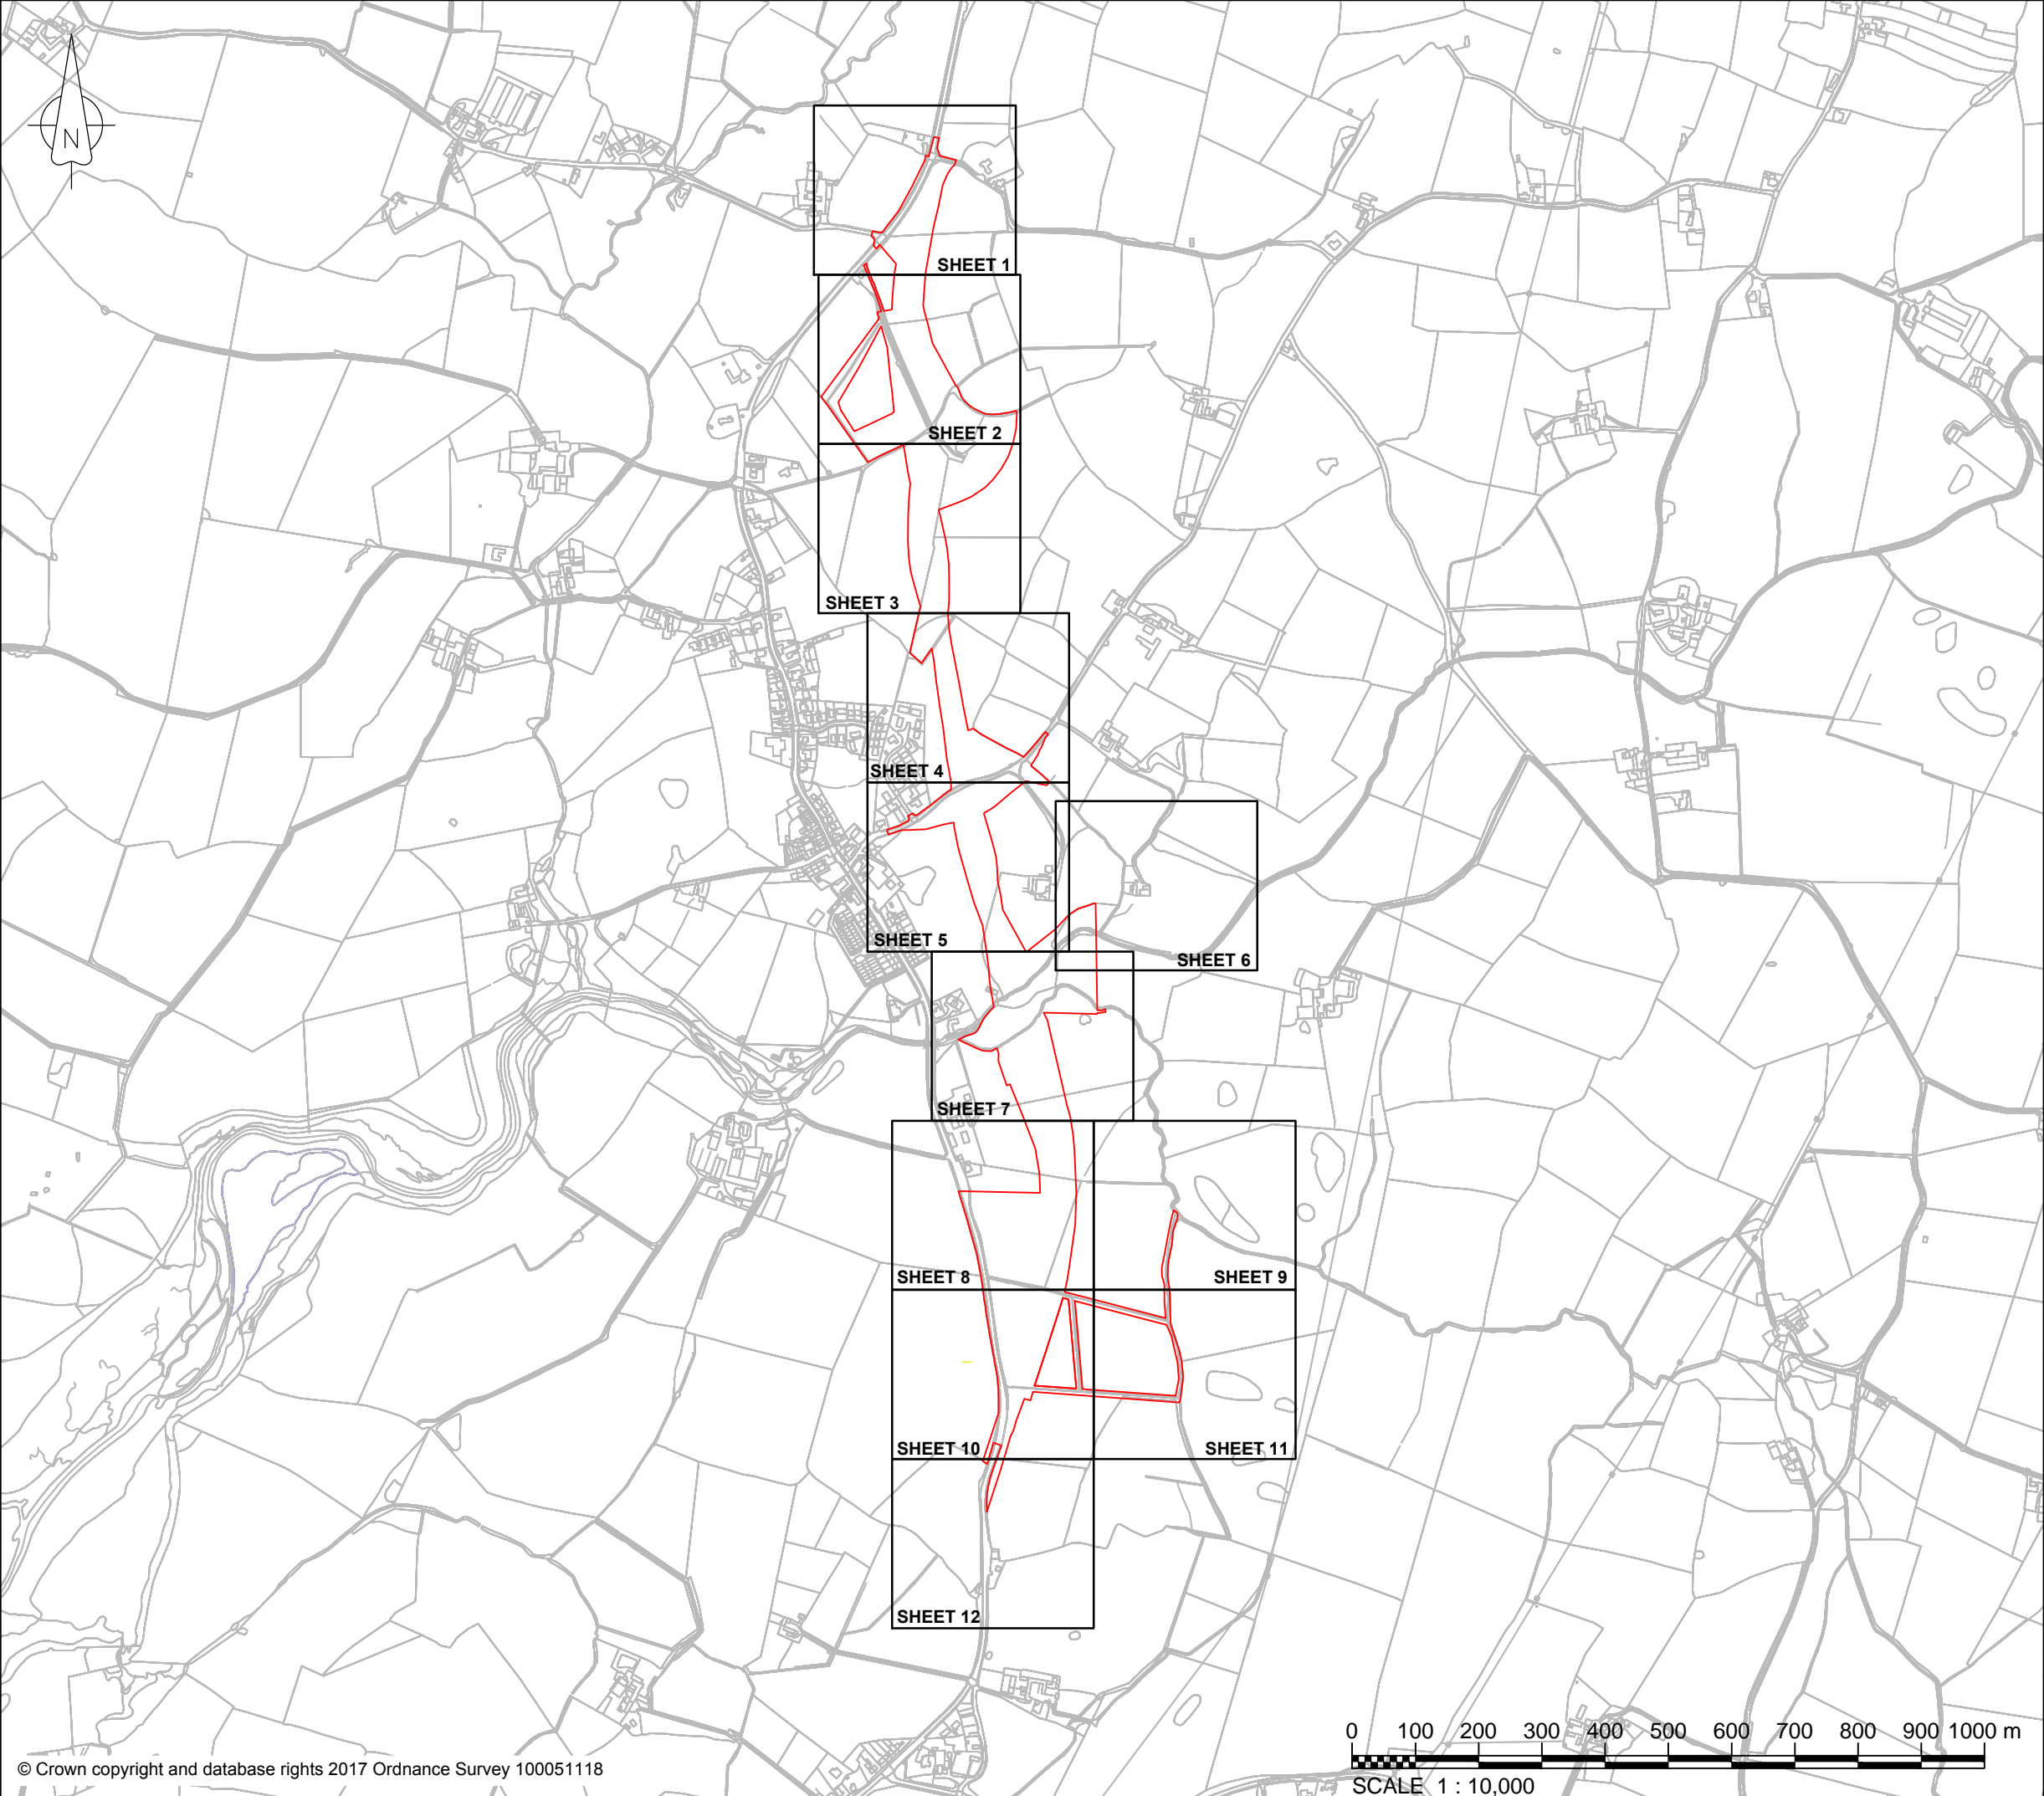 N
SHEET 1
SHEET 2
SHEET 3
SHEET 4
SHEET 5
SHEET 6
SHEET 7
SHEET 8
SHEET 9
SHEET 10
SHEET 11
SHEET 12
0 100 200 300 400 500 600 700 800 900 1000 m
SCALE 1 : 10,000
© Crown copyright and database rights 2017 Ordnance Survey 100051118